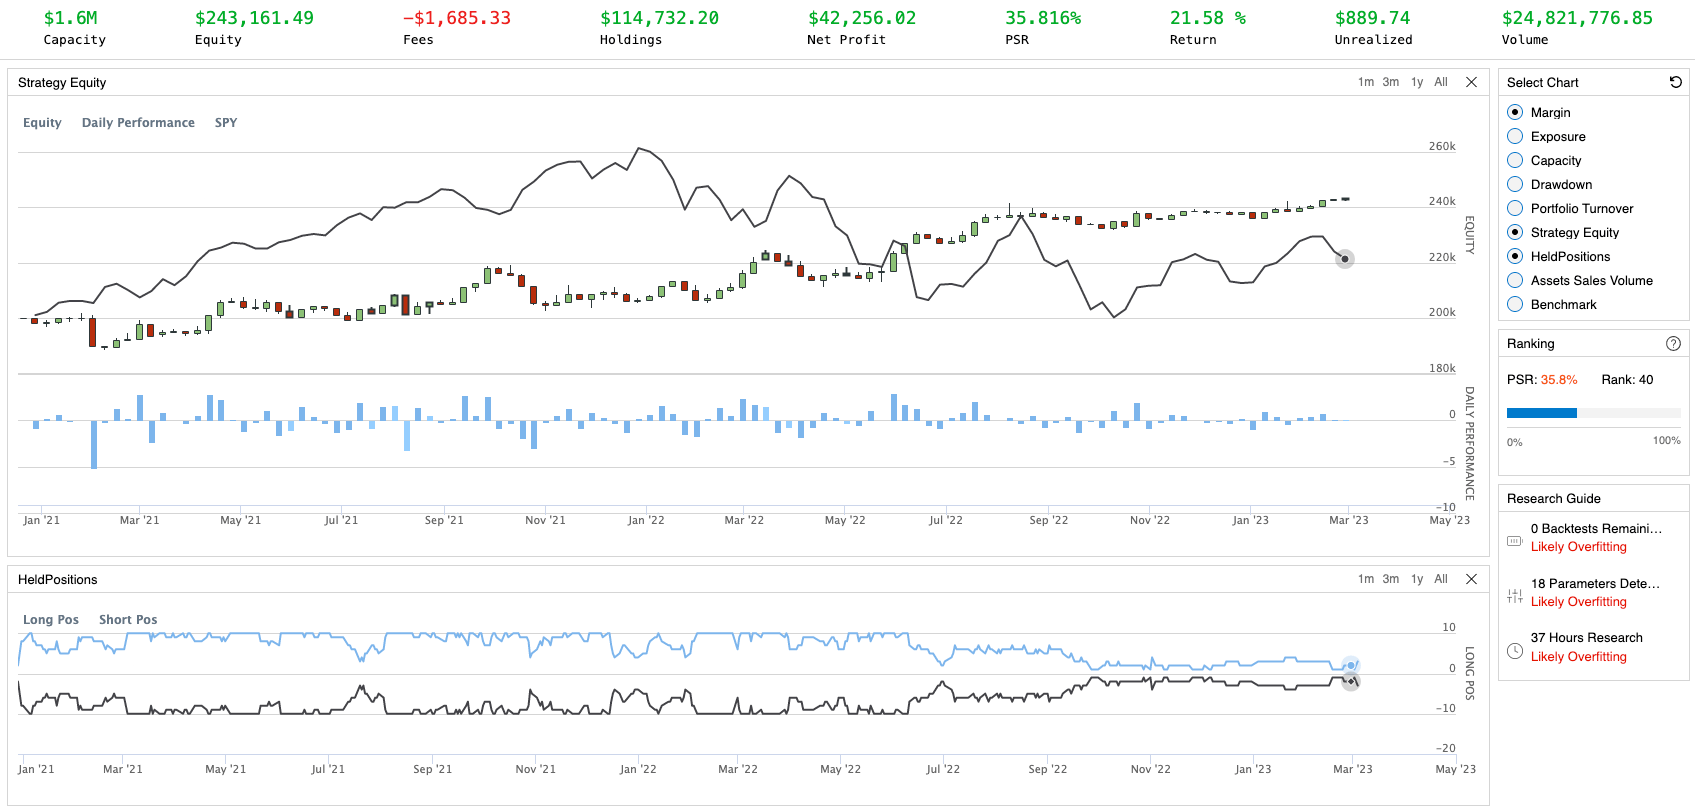 $1.6M $243,161.49 -$1,685.33 $114,732.20 $42,256.02 35.816% 21.58 % $889.74 $24,821,776.85
Capacity Equity Fees Holdings Net Profit PSR Return Unrealized Volume
Strategy Equity 1m 3m 1y All
Equity Daily Performance SPY
260k
240k
220k
200k
180k
EQUITY
0
-5
-10
DAILY PERFORMANCE
Jan '21 Mar '21 May '21 Jul '21 Sep '21 Nov '21 Jan '22 Mar '22 May '22 Jul '22 Sep '22 Nov '22 Jan '23 Mar '23 May '23
HeldPositions 1m 3m 1y All
Long Pos Short Pos
10
0
-10
-20
LONG POS
Jan '21 Mar '21 May '21 Jul '21 Sep '21 Nov '21 Jan '22 Mar '22 May '22 Jul '22 Sep '22 Nov '22 Jan '23 Mar '23 May '23
Select Chart
Margin
Exposure
Capacity
Drawdown
Portfolio Turnover
Strategy Equity
HeldPositions
Assets Sales Volume
Benchmark
Ranking ?
PSR: 35.8% Rank: 40
0% 100%
Research Guide
0 Backtests Remaini...
Likely Overfitting
18 Parameters Dete...
Likely Overfitting
37 Hours Research
Likely Overfitting